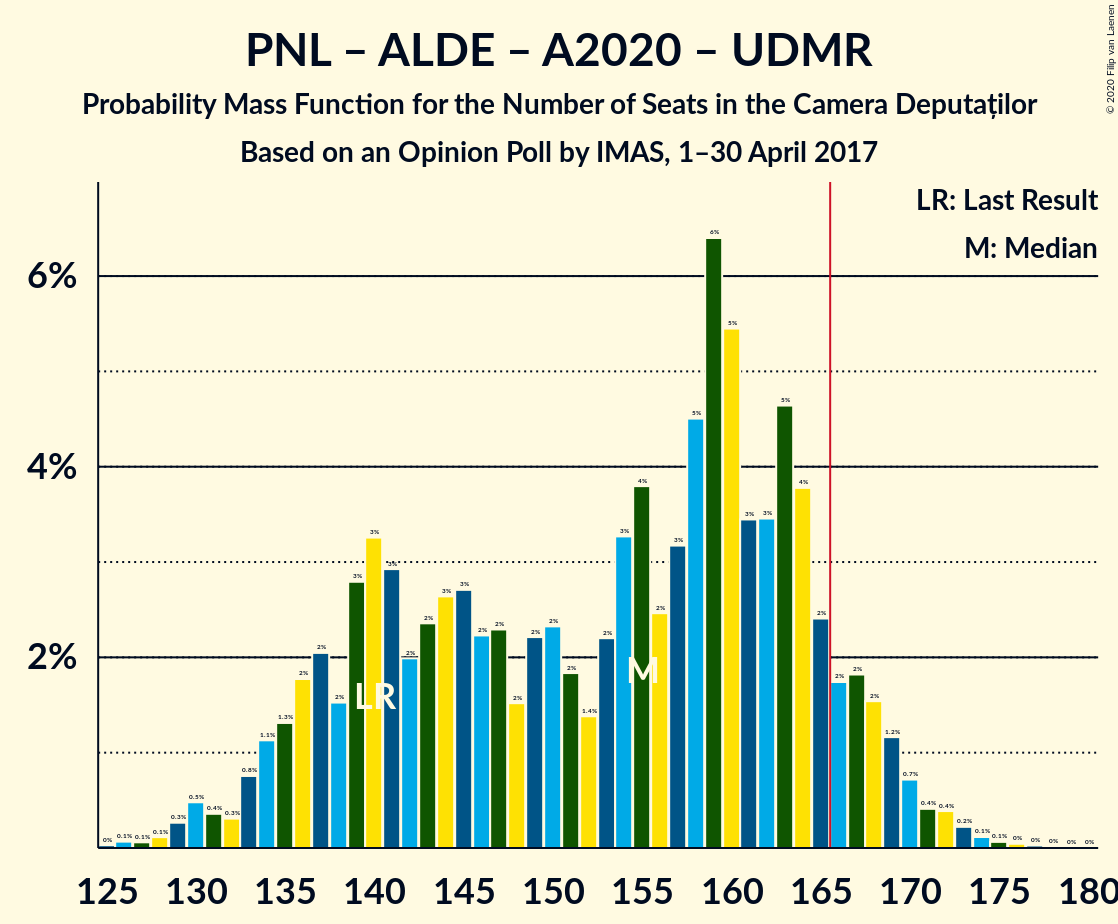 PNL – ALDE – A2020 – UDMR
Probability Mass Function for the Number of Seats in the Camera Deputaților
Based on an Opinion Poll by IMAS, 1–30 April 2017
© 2020 Filip van Laenen
LR: Last Result
M: Median
6%
4%
2%
0% 0.1% 0.1% 0.1% 0.3% 0.5% 0.4% 0.3% 0.8% 1.1% 1.3% 2% 2% 2% 3% 3% 3% 2% 2% 3% 3% 2% 2% 2% 2% 2% 2% 1.4% 2% 3% 4% 2% 3% 5% 6% 5% 3% 3% 5% 4% 2% 2% 2% 2% 1.2% 0.7% 0.4% 0.4% 0.2% 0.1% 0.1% 0% 0% 0% 0% 0%
LR
M
125 130 135 140 145 150 155 160 165 170 175 180